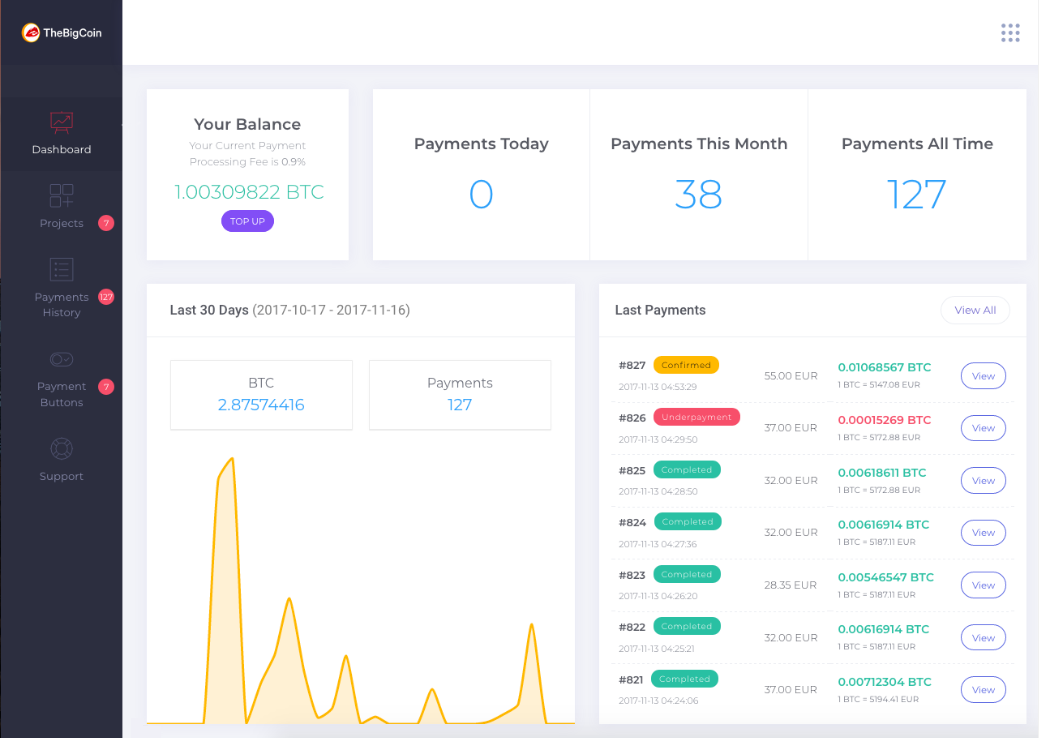 TheBigCoin
Dashboard
Projects 7
Payments 127
History
Payment 7
Buttons
Support
Your Balance
Your Current Payment
Processing Fee is 0.9%
1.00309822 BTC
TOP UP
Payments Today
0
Payments This Month
38
Payments All Time
127
Last 30 Days (2017-10-17 - 2017-11-16)
BTC
2.87574416
Payments
127
Last Payments
View All
#827 Confirmed 55.00 EUR 0.01068567 BTC View
2017-11-13 04:53:29 1 BTC = 5147.08 EUR
#826 Underpayment 37.00 EUR 0.00015269 BTC View
2017-11-13 04:29:50 1 BTC = 5172.88 EUR
#825 Completed 32.00 EUR 0.00618611 BTC View
2017-11-13 04:28:50 1 BTC = 5172.88 EUR
#824 Completed 32.00 EUR 0.00616914 BTC View
2017-11-13 04:27:36 1 BTC = 5187.11 EUR
#823 Completed 28.35 EUR 0.00546547 BTC View
2017-11-13 04:26:20 1 BTC = 5187.11 EUR
#822 Completed 32.00 EUR 0.00616914 BTC View
2017-11-13 04:25:21 1 BTC = 5187.11 EUR
#821 Completed 37.00 EUR 0.00712304 BTC View
2017-11-13 04:24:06 1 BTC = 5194.41 EUR